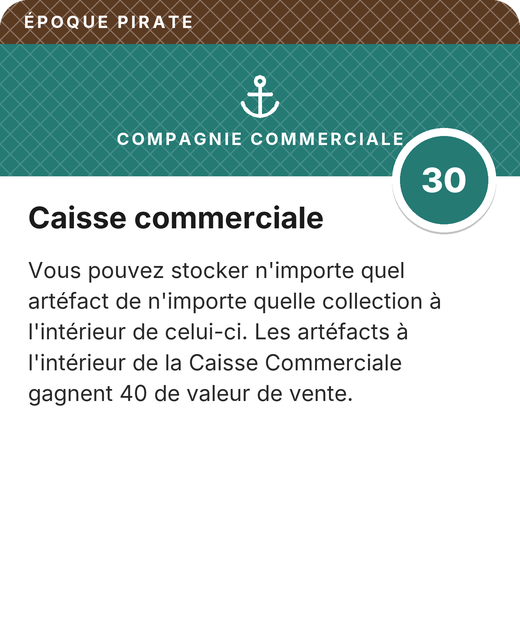 ÉPOQUE PIRATE
COMPAGNIE COMMERCIALE
30
Caisse commerciale
Vous pouvez stocker n'importe quel
artéfact de n'importe quelle collection à
l'intérieur de celui-ci. Les artéfacts à
l'intérieur de la Caisse Commerciale
gagnent 40 de valeur de vente.